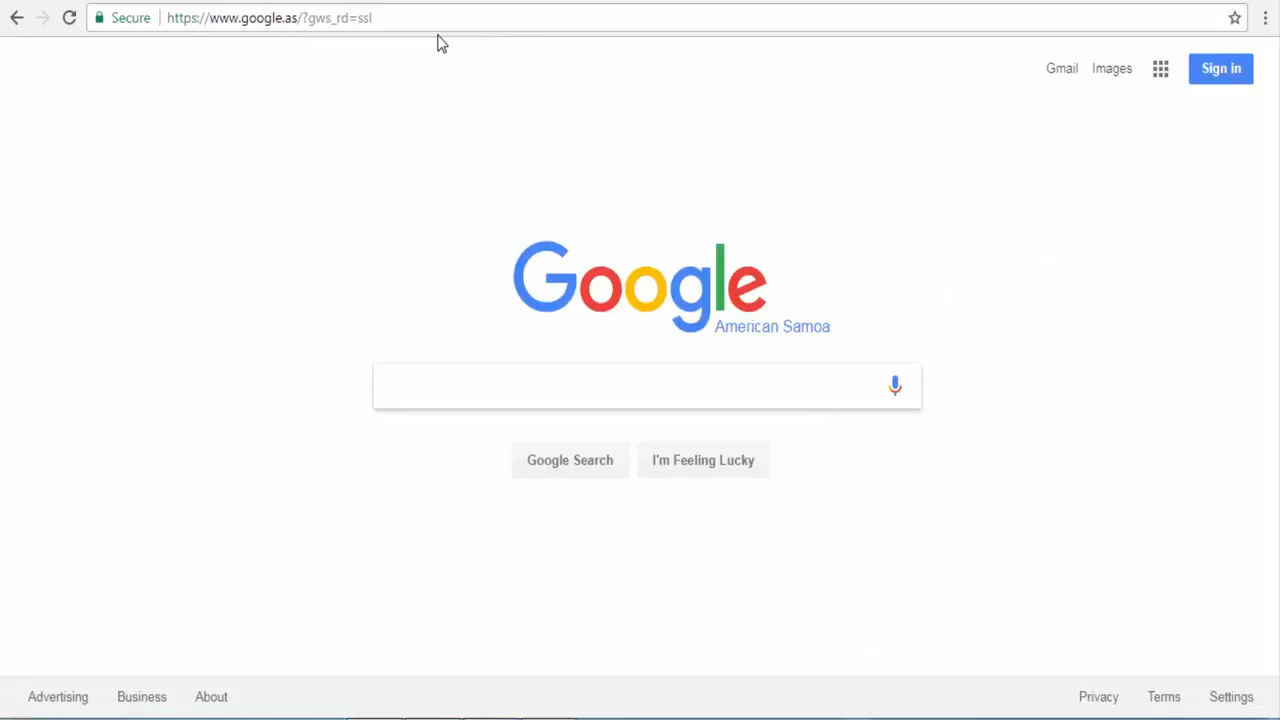 Secure https://www.google.as/?gws_rd=ssl
Gmail Images Sign in
Google
American Samoa
Google Search I'm Feeling Lucky
Advertising Business About Privacy Terms Settings